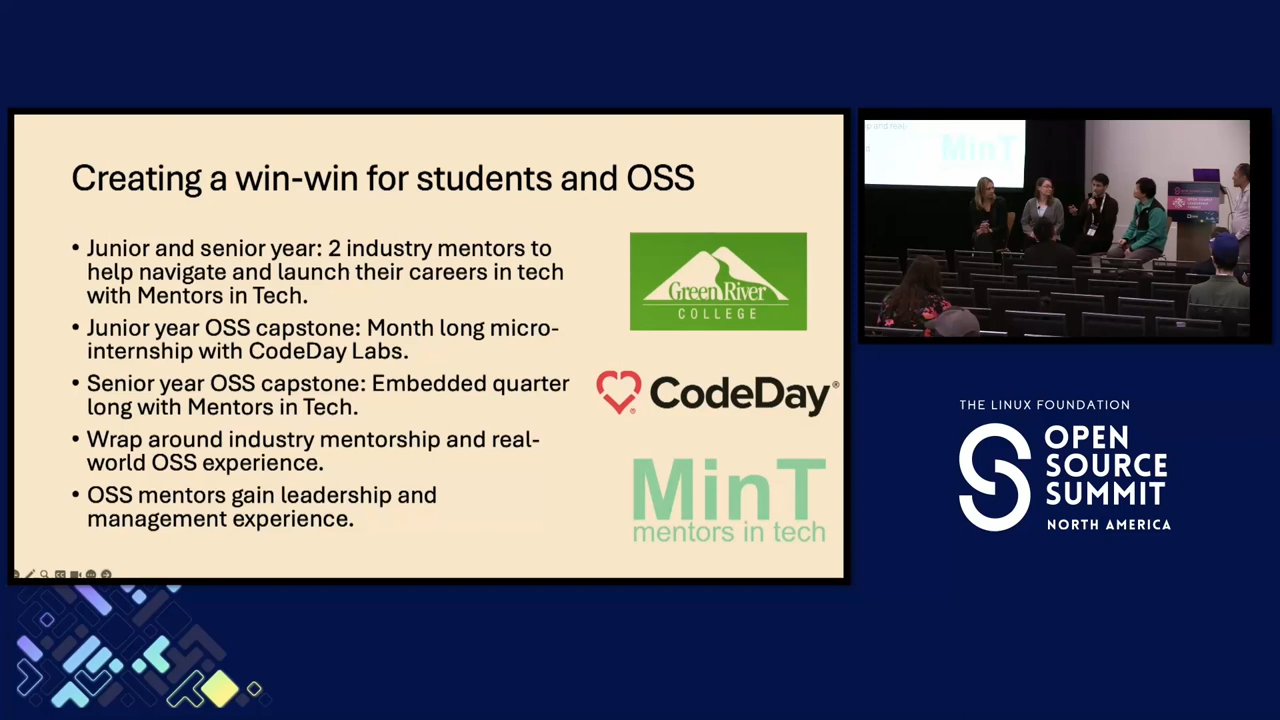 Creating a win-win for students and OSS
• Junior and senior year: 2 industry mentors to
help navigate and launch their careers in tech
with Mentors in Tech.
• Junior year OSS capstone: Month long micro-
internship with CodeDay Labs.
• Senior year OSS capstone: Embedded quarter
long with Mentors in Tech.
• Wrap around industry mentorship and real-
world OSS experience.
• OSS mentors gain leadership and
management experience.
Green River
COLLEGE
CodeDay®
MinT
mentors in tech
MinT
THE LINUX FOUNDATION
OPEN
SOURCE
SUMMIT
NORTH AMERICA